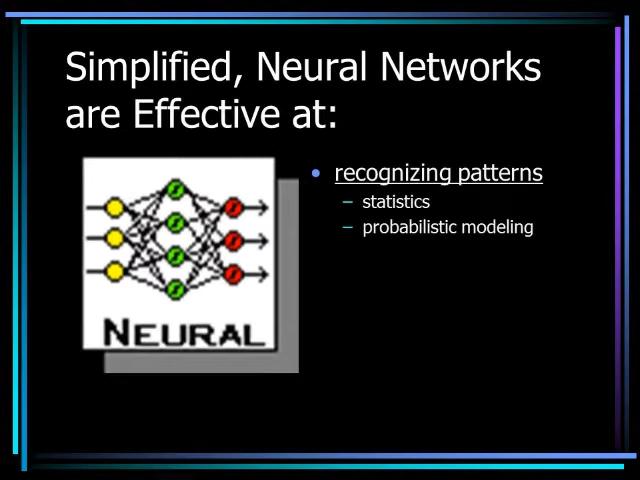 Simplified, Neural Networks
are Effective at:
• recognizing patterns
– statistics
– probabilistic modeling
NEURAL